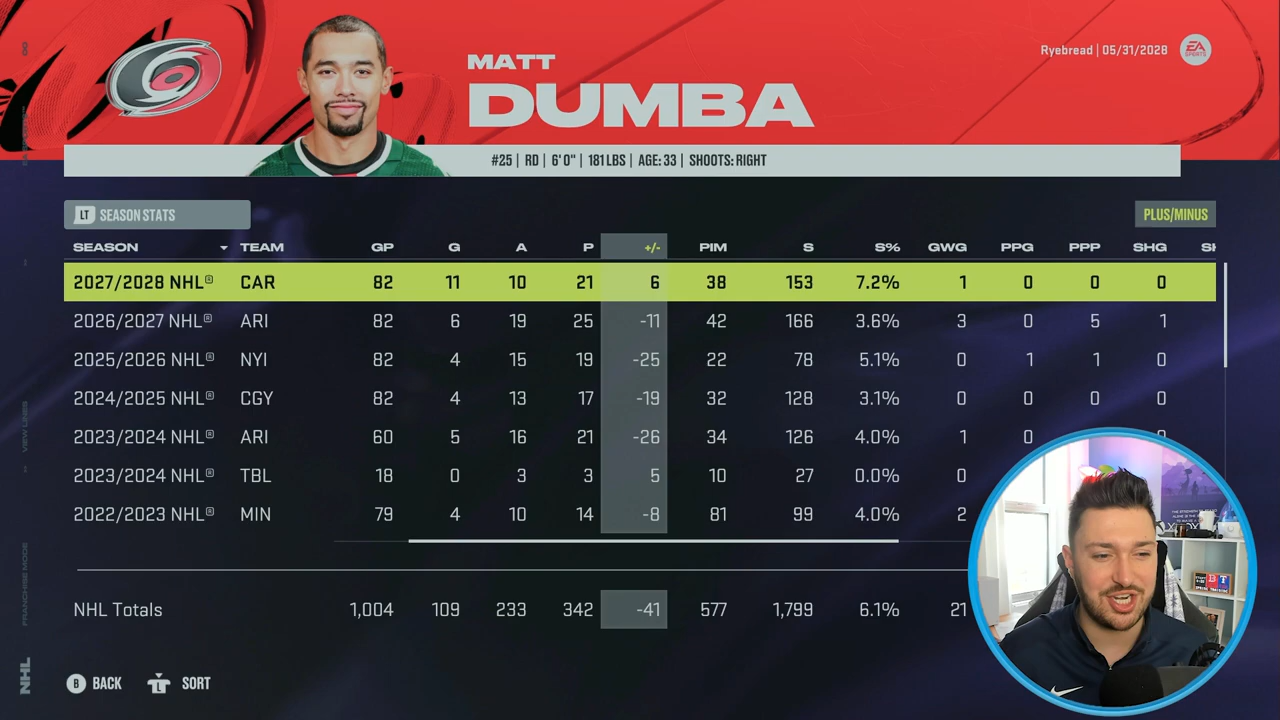 MATT
DUMBA
Ryebread | 05/31/2028
EA SPORTS
#25 | RD | 6'0" | 181 LBS | AGE: 33 | SHOOTS: RIGHT
LT SEASON STATS
PLUS/MINUS
SEASON TEAM GP G A P +/- PIM S S% GWG PPG PPP SHG
2027/2028 NHL CAR 82 11 10 21 6 38 153 7.2% 1 0 0 0
2026/2027 NHL ARI 82 6 19 25 -11 42 166 3.6% 3 0 5 1
2025/2026 NHL NYI 82 4 15 19 -25 22 78 5.1% 0 1 1 0
2024/2025 NHL CGY 82 4 13 17 -19 32 128 3.1% 0 0 0 0
2023/2024 NHL ARI 60 5 16 21 -26 34 126 4.0% 1 0
2023/2024 NHL TBL 18 0 3 3 5 10 27 0.0% 0
2022/2023 NHL MIN 79 4 10 14 -8 81 99 4.0% 2
NHL Totals 1,004 109 233 342 -41 577 1,799 6.1% 21
B BACK L SORT
NHL
FRANCHISE MODE
VIEW LINES